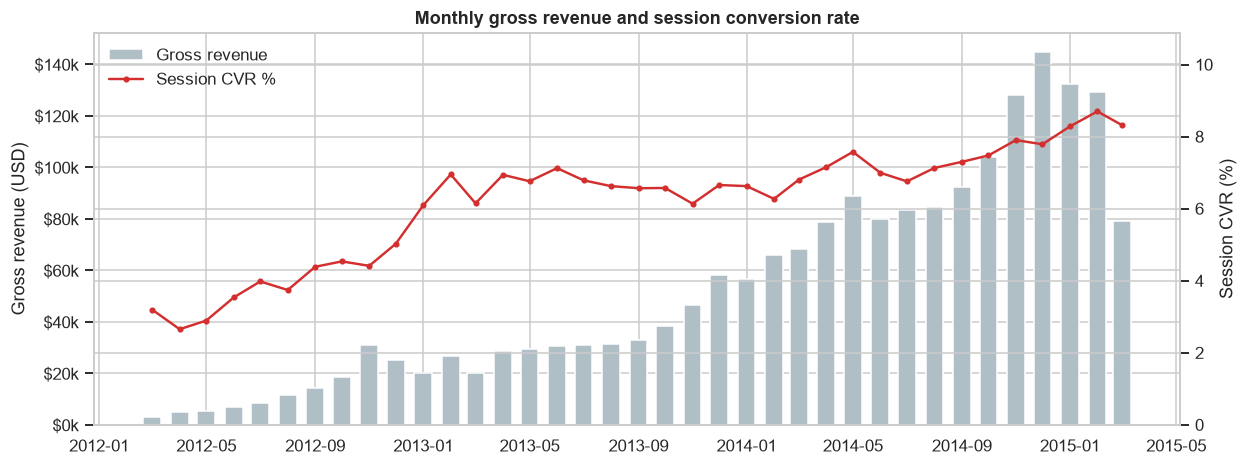 Monthly gross revenue and session conversion rate
Gross revenue
Session CVR %
Gross revenue (USD)
$140k
$120k
$100k
$80k
$60k
$40k
$20k
$0k
10
8
6
4
2
0
Session CVR (%)
2012-01
2012-05
2012-09
2013-01
2013-05
2013-09
2014-01
2014-05
2014-09
2015-01
2015-05